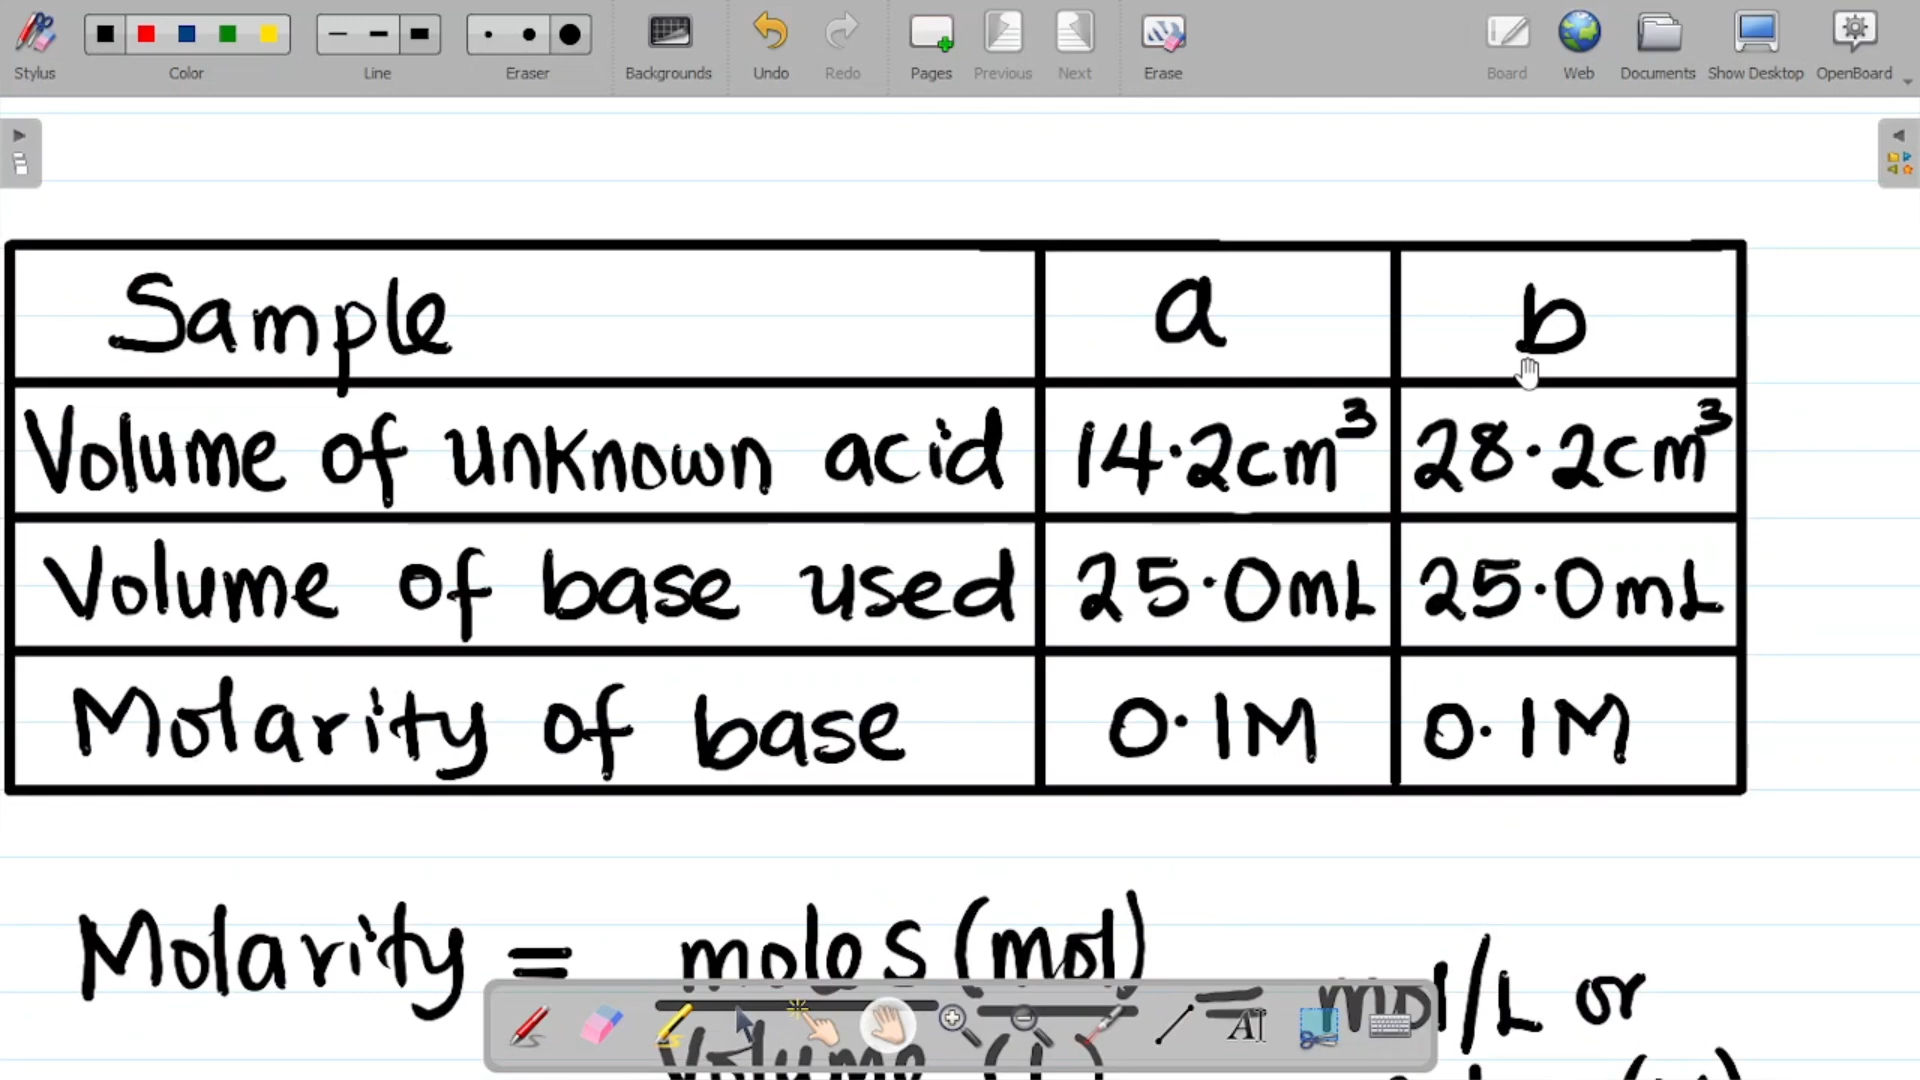 Stylus Color Line Eraser Backgrounds Undo Redo Pages Previous Next Erase Board Web Documents Show Desktop OpenBoard
Sample a b
Volume of unknown acid 14.2cm³ 28.2cm³
Volume of base used 25.0mL 25.0mL
Molarity of base 0.1M 0.1M
Molarity = moles (mol) = mol/L or
Volume (L)